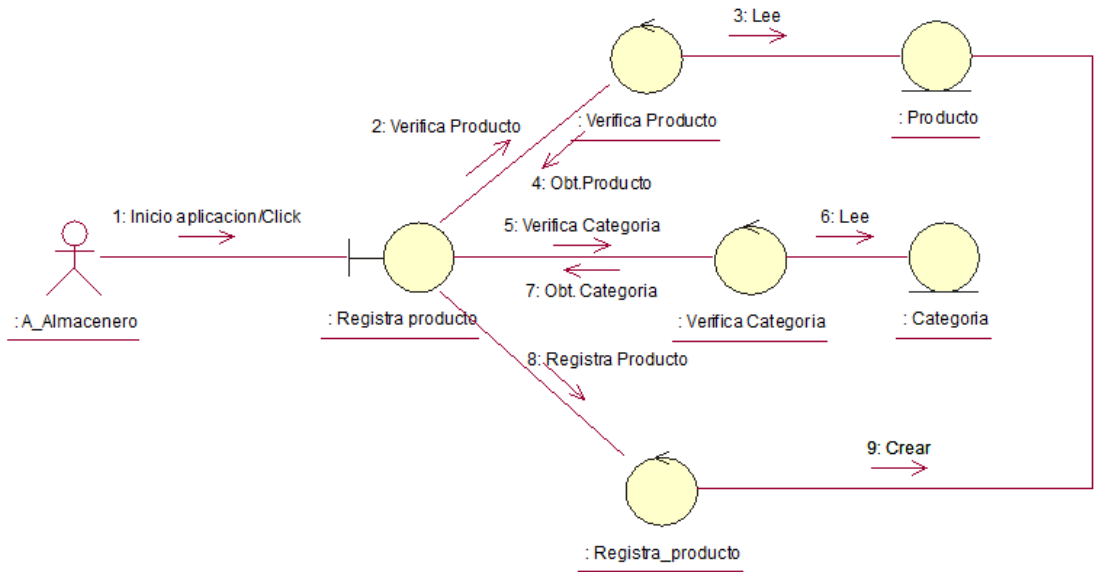 3: Lee
: Verifica Producto
: Producto
2: Verifica Producto
4: Obt.Producto
1: Inicio aplicacion/Click
5: Verifica Categoria
6: Lee
7: Obt. Categoria
: A_Almacenero
: Registra producto
: Verifica Categoria
: Categoria
8: Registra Producto
9: Crear
: Registra_producto